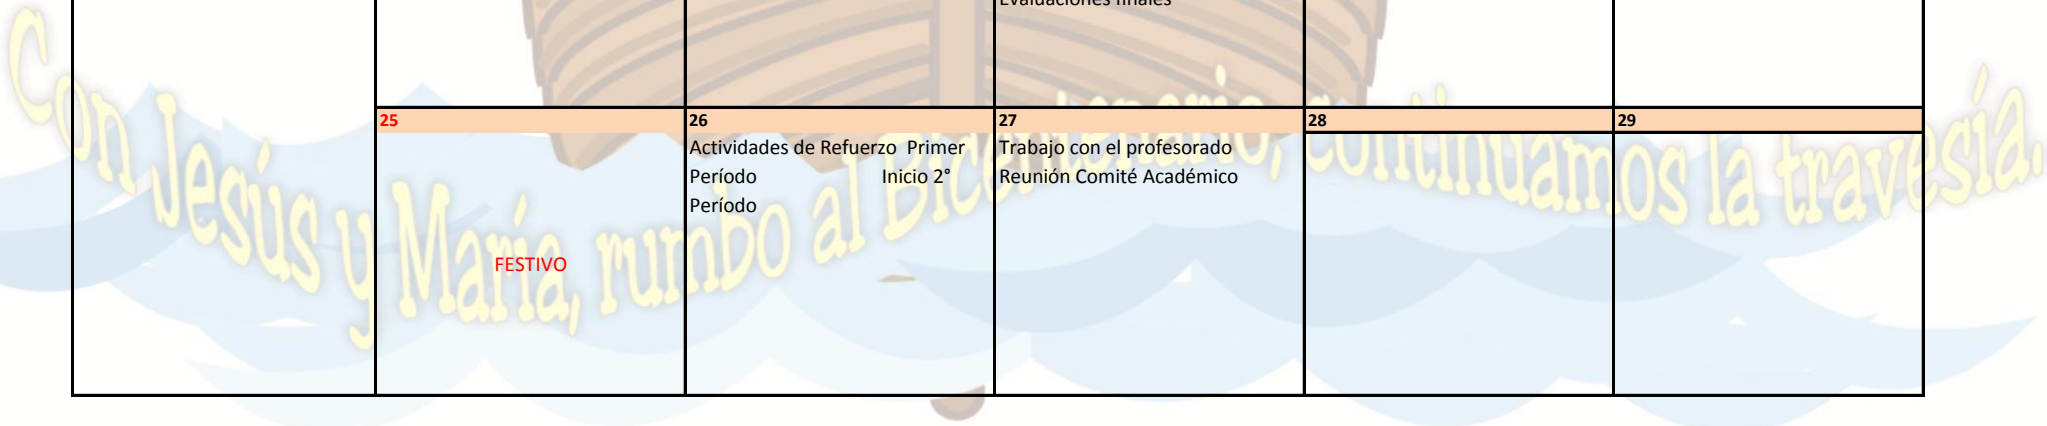 Evaluaciones finales
25
26
27
28
29
Actividades de Refuerzo Primer
Período Inicio 2°
Período
Trabajo con el profesorado
Reunión Comité Académico
FESTIVO
Con Jesús y María, rumbo al Bicentenario, continuamos la travesía.